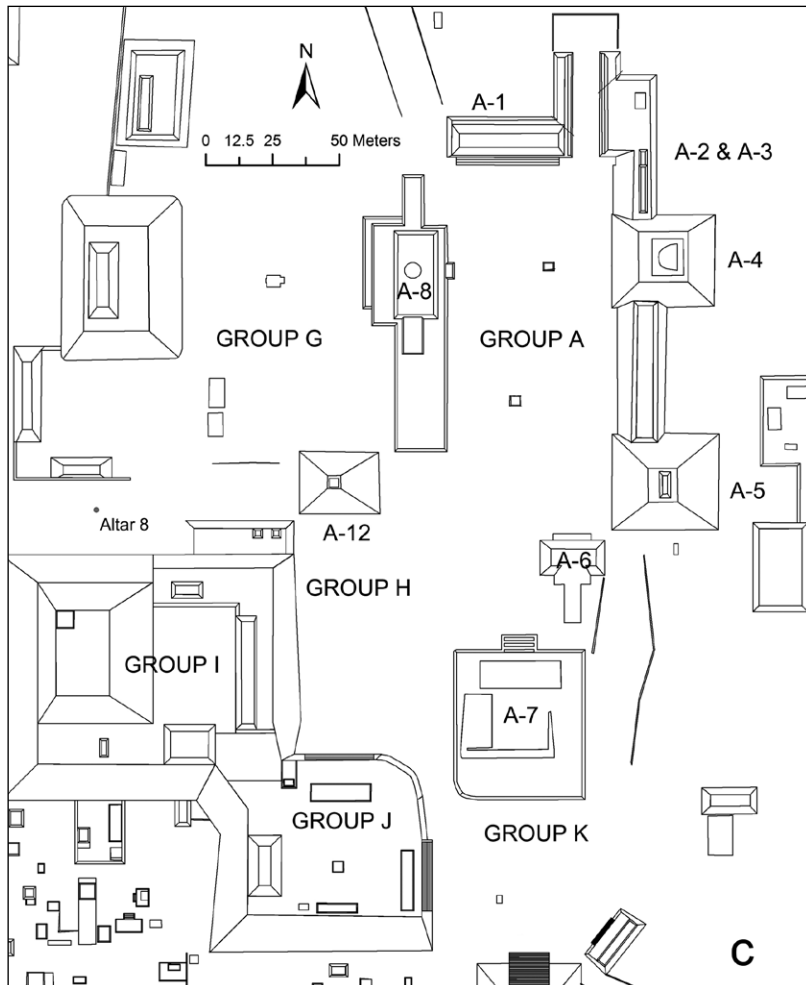 N
0 12.5 25 50 Meters
A-1
A-2 & A-3
A-4
A-8
GROUP G
GROUP A
A-5
Altar 8
A-12
A-6
GROUP H
GROUP I
A-7
GROUP J
GROUP K
C